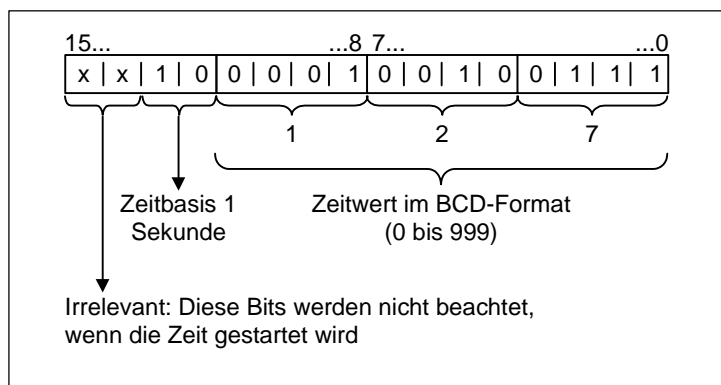 15... ...8 7... ...0
x | x | 1 | 0 | 0 | 0 | 0 | 1 | 0 | 0 | 1 | 0 | 0 | 1 | 1 | 1
1 2 7
Zeitbasis 1 Zeitwert im BCD-Format
Sekunde (0 bis 999)
Irrelevant: Diese Bits werden nicht beachtet,
wenn die Zeit gestartet wird